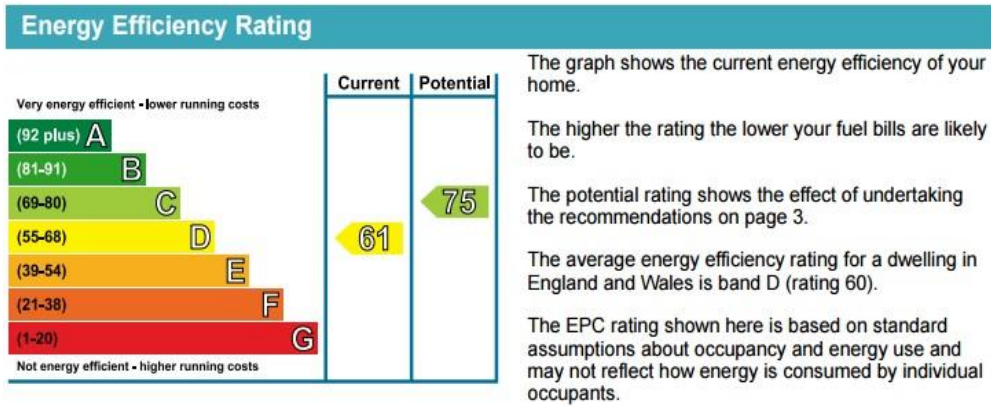 Energy Efficiency Rating
Current Potential
Very energy efficient - lower running costs
(92 plus) A
(81-91) B
(69-80) C
75
(55-68) D
61
(39-54) E
(21-38) F
(1-20) G
Not energy efficient - higher running costs
The graph shows the current energy efficiency of your
home.
The higher the rating the lower your fuel bills are likely
to be.
The potential rating shows the effect of undertaking
the recommendations on page 3.
The average energy efficiency rating for a dwelling in
England and Wales is band D (rating 60).
The EPC rating shown here is based on standard
assumptions about occupancy and energy use and
may not reflect how energy is consumed by individual
occupants.